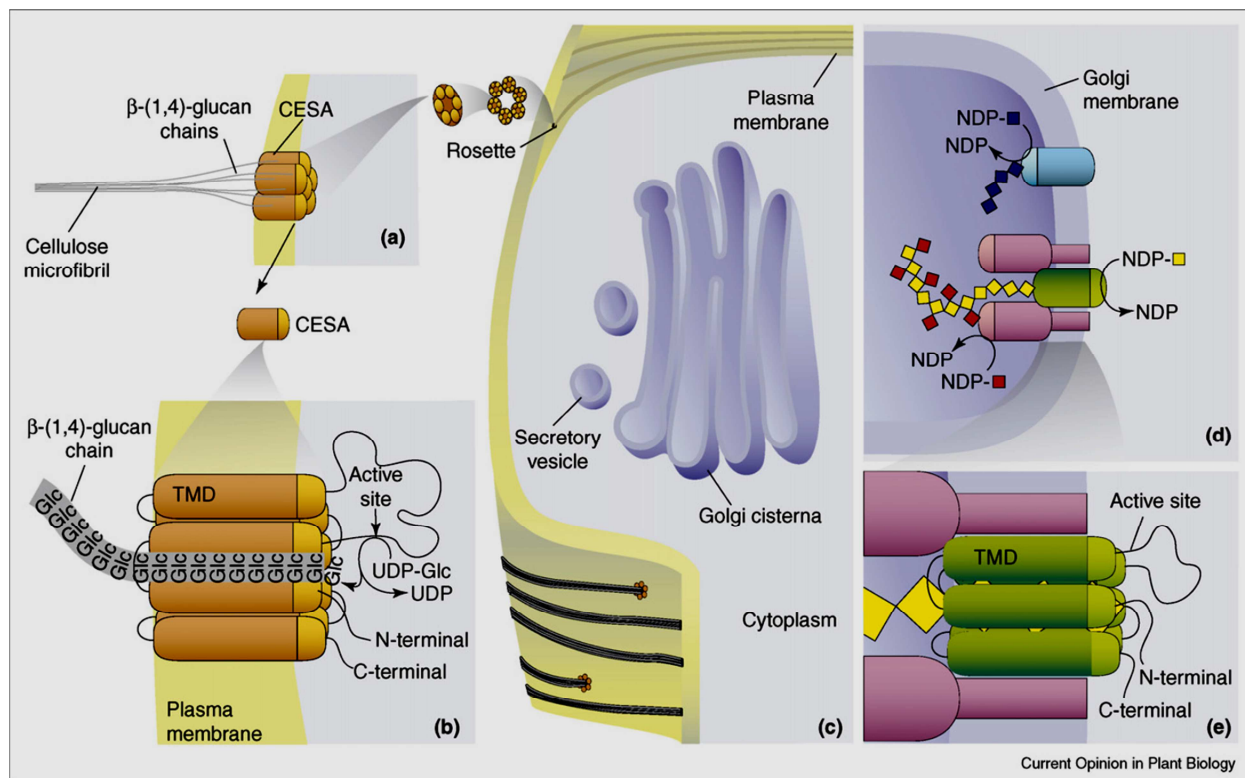 β-(1,4)-glucan
chains
CESA
Cellulose
microfibril
(a)
CESA
β-(1,4)-glucan
chain
TMD
Active
site
Glc Glc Glc Glc Glc Glc Glc Glc Glc Glc Glc Glc Glc Glc
UDP-Glc
UDP
N-terminal
C-terminal
Plasma
membrane
(b)
Rosette
Plasma
membrane
Secretory
vesicle
Golgi cisterna
Cytoplasm
(c)
Golgi
membrane
NDP-
NDP
NDP-
NDP
NDP
NDP-
(d)
Active site
TMD
N-terminal
C-terminal
(e)
Current Opinion in Plant Biology